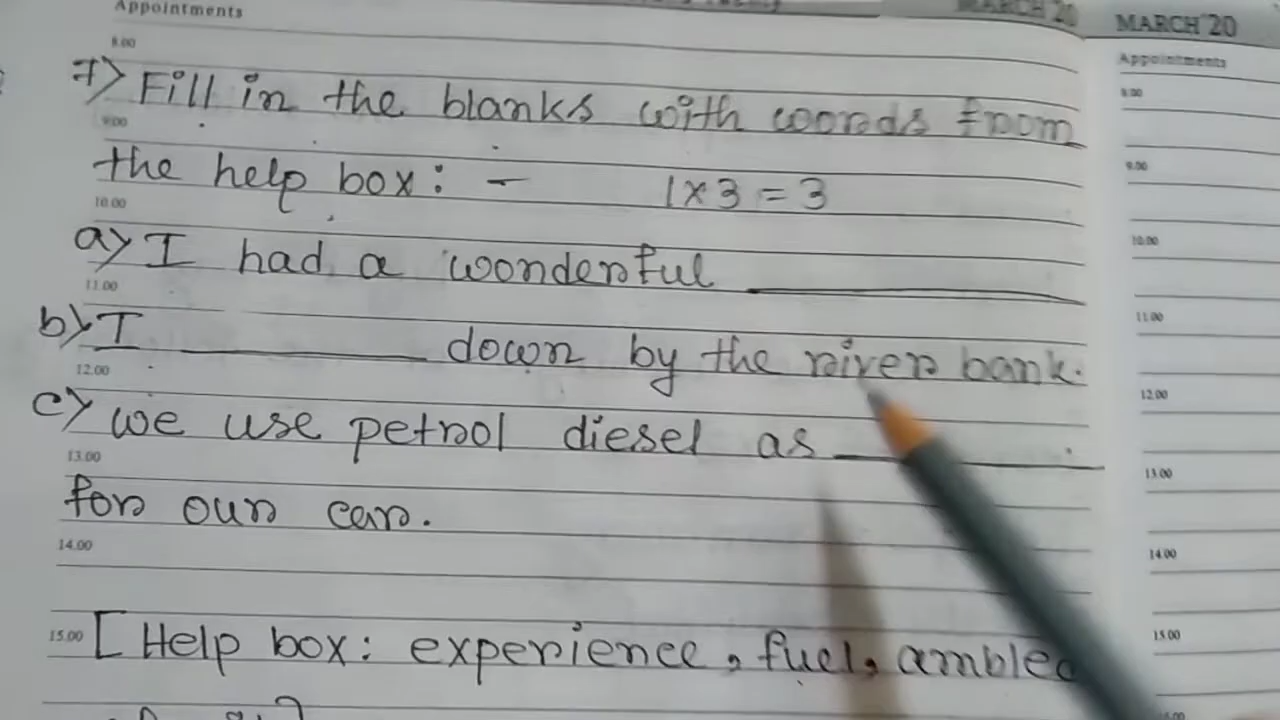 Appointments
MARCH'20
MARCH'20
Appointments
8.00
7) Fill in the blanks with words from
9.00
the help box: - 1x3=3
10.00
a) I had a wonderful ________
11.00
b) I ________ down by the river bank.
12.00
c) we use petrol diesel as ________
13.00
for our car.
14.00
15.00 [Help box: experience, fuel, ambled
8.00
9.00
10.00
11.00
12.00
13.00
14.00
15.00